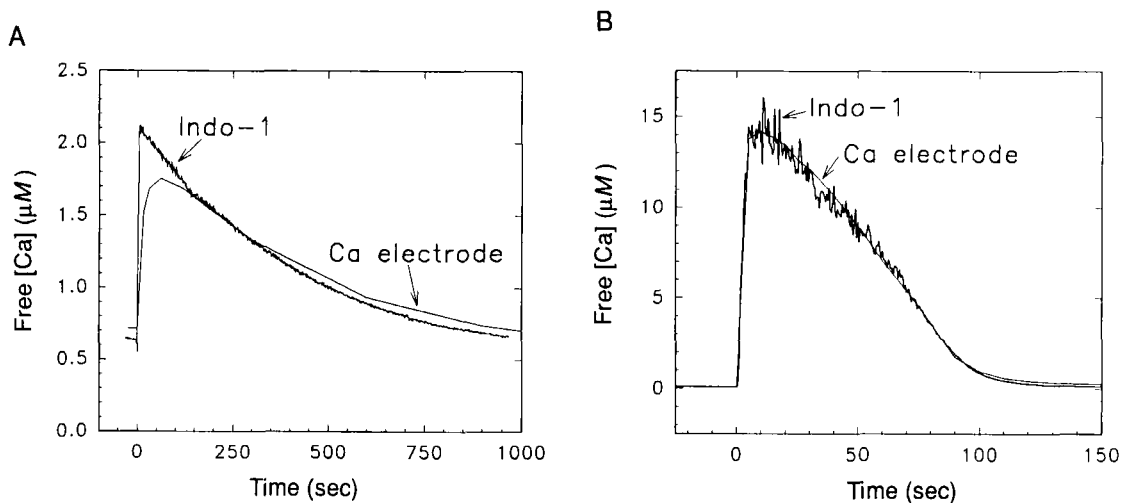 A
Free [Ca] (μM)
2.5
2.0
1.5
1.0
0.5
0.0
Indo-1
Ca electrode
0
250
500
750
1000
Time (sec)
B
Free [Ca] (μM)
15
10
5
0
Indo-1
Ca electrode
0
50
100
150
Time (sec)